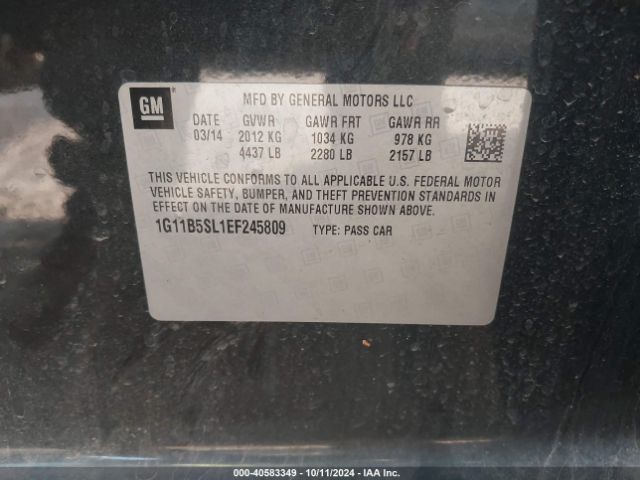 GM
MFD BY GENERAL MOTORS LLC
DATE GVWR GAWR FRT GAWR RR
03/14 2012 KG 1034 KG 978 KG
4437 LB 2280 LB 2157 LB
THIS VEHICLE CONFORMS TO ALL APPLICABLE U.S. FEDERAL MOTOR
VEHICLE SAFETY, BUMPER, AND THEFT PREVENTION STANDARDS IN
EFFECT ON THE DATE OF MANUFACTURE SHOWN ABOVE.
1G11B5SL1EF245809 TYPE: PASS CAR
000-40583349 - 10/11/2024 - IAA Inc.